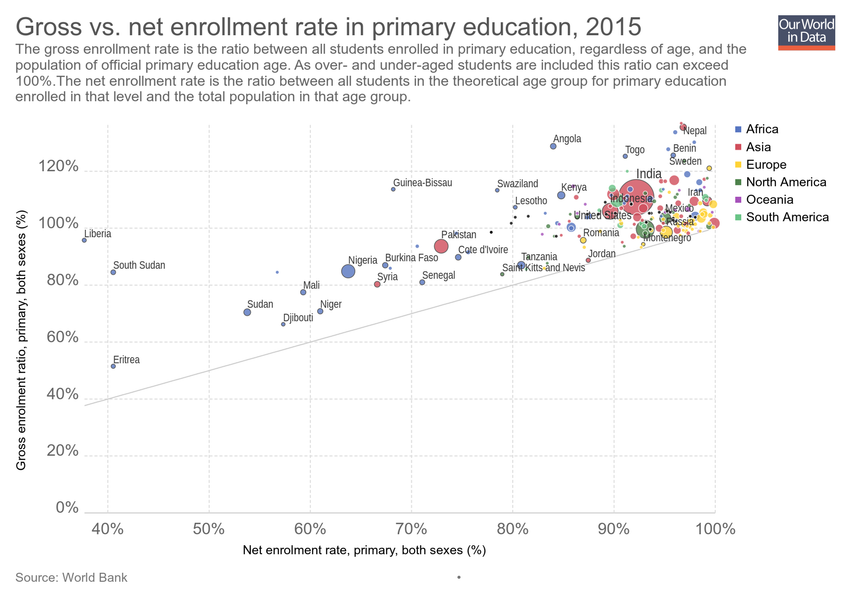 Gross vs. net enrollment rate in primary education, 2015
Our World
in Data
The gross enrollment rate is the ratio between all students enrolled in primary education, regardless of age, and the
population of official primary education age. As over- and under-aged students are included this ratio can exceed
100%.The net enrollment rate is the ratio between all students in the theoretical age group for primary education
enrolled in that level and the total population in that age group.
Africa
Asia
Europe
North America
Oceania
South America
Nepal
Angola
Togo
Benin
Sweden
120%
India
Guinea-Bissau
Swaziland
Kenya
Iran
Lesotho
Indonesia
Mexico
United States
Russia
100%
Liberia
Pakistan
Romania
Montenegro
Cote d'Ivoire
Nigeria
Burkina Faso
Tanzania
Jordan
South Sudan
Syria
Senegal
Saint Kitts and Nevis
80%
Mali
Sudan
Niger
Djibouti
60%
Eritrea
40%
20%
0%
Gross enrolment ratio, primary, both sexes (%)
40%
50%
60%
70%
80%
90%
100%
Net enrolment rate, primary, both sexes (%)
Source: World Bank